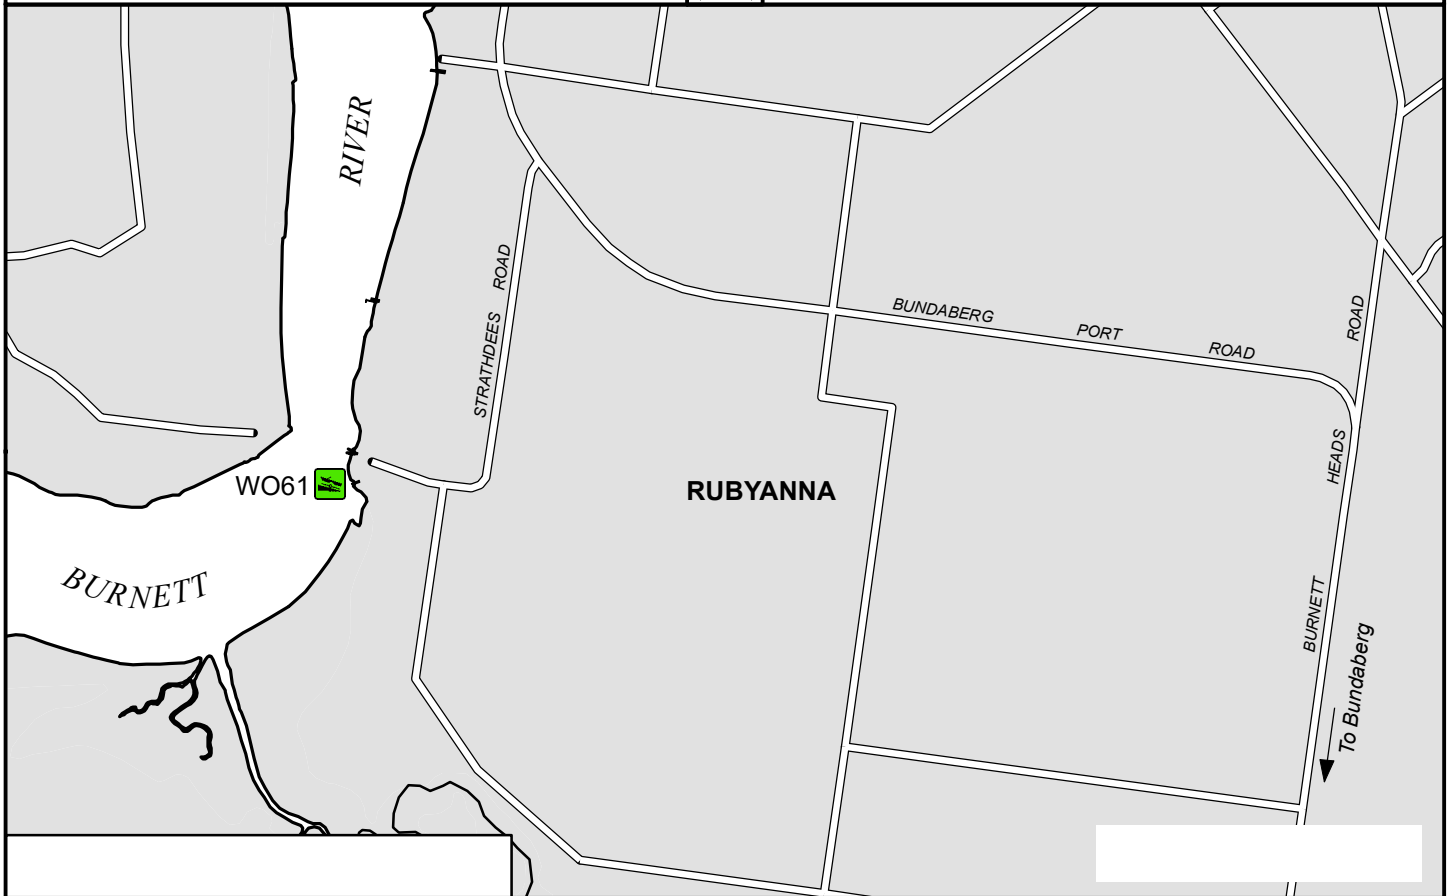 RIVER
STRATHDEES ROAD
BUNDABERG PORT ROAD
BURNETT HEADS ROAD
WO61
RUBYANNA
BURNETT
To Bundaberg